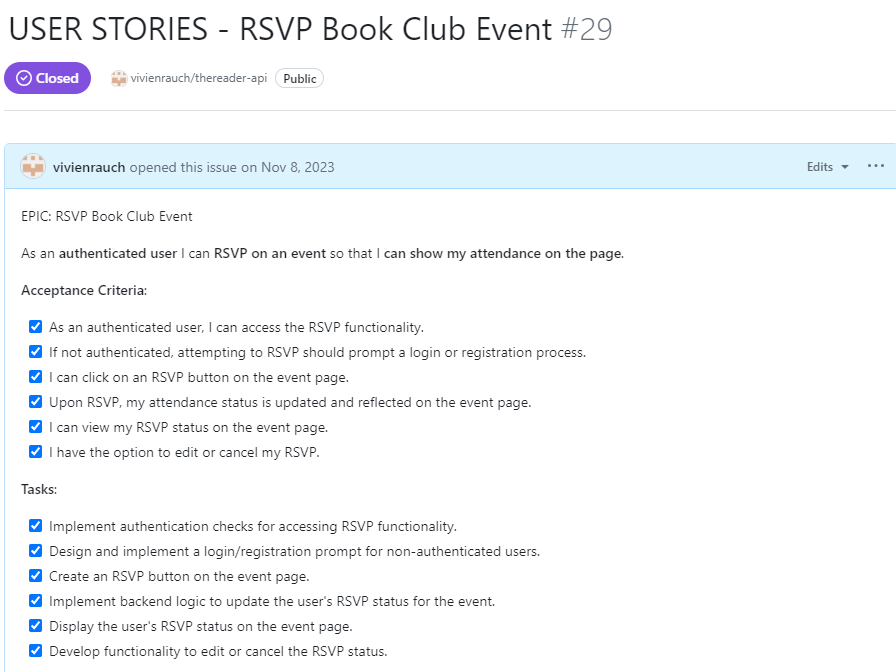 USER STORIES - RSVP Book Club Event #29
Closed vivienrauch/thereader-api Public
vivienrauch opened this issue on Nov 8, 2023 Edits
EPIC: RSVP Book Club Event
As an authenticated user I can RSVP on an event so that I can show my attendance on the page.
Acceptance Criteria:
As an authenticated user, I can access the RSVP functionality.
If not authenticated, attempting to RSVP should prompt a login or registration process.
I can click on an RSVP button on the event page.
Upon RSVP, my attendance status is updated and reflected on the event page.
I can view my RSVP status on the event page.
I have the option to edit or cancel my RSVP.
Tasks:
Implement authentication checks for accessing RSVP functionality.
Design and implement a login/registration prompt for non-authenticated users.
Create an RSVP button on the event page.
Implement backend logic to update the user's RSVP status for the event.
Display the user's RSVP status on the event page.
Develop functionality to edit or cancel the RSVP status.